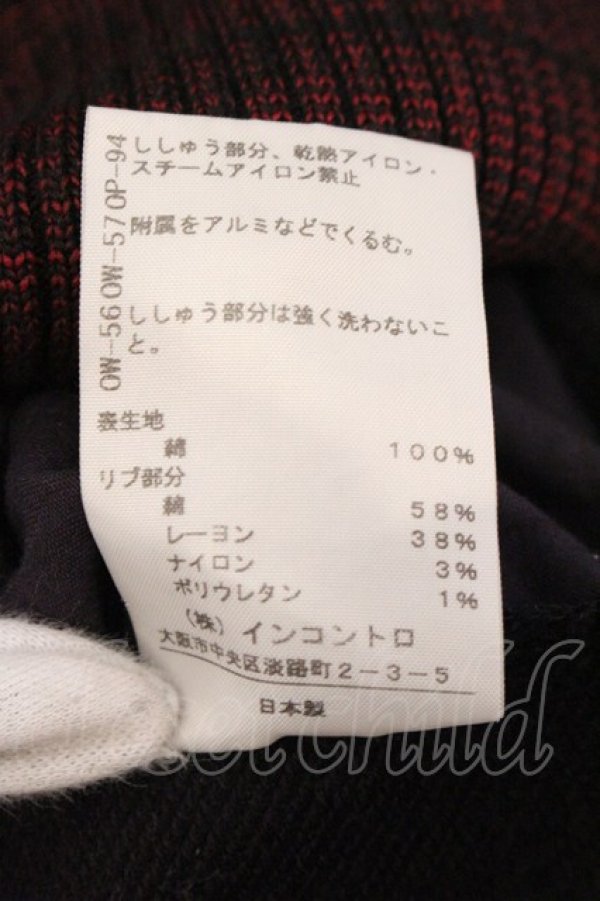 ししゅう部分、乾熱アイロン・
スチームアイロン禁止
附属をアルミなどでくるむ。
ししゅう部分は強く洗わないこ
と。
OW-560W-570P-94
表生地
綿 100%
リブ部分
綿 58%
レーヨン 38%
ナイロン 3%
ポリウレタン 1%
(株) インコントロ
大阪市中央区淡路町2-3-5
日本製